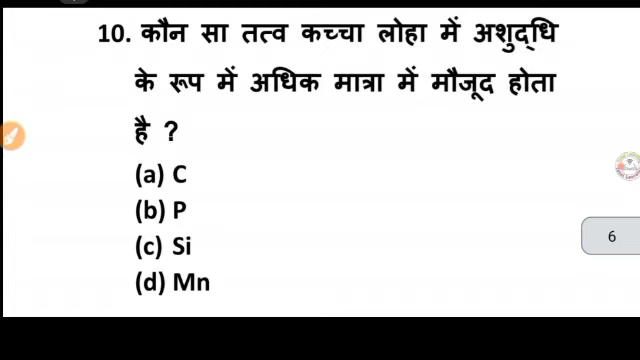 10. कौन सा तत्व कच्चा लोहा में अशुद्धि
के रूप में अधिक मात्रा में मौजूद होता
है ?
(a) C
(b) P
(c) Si
(d) Mn
6